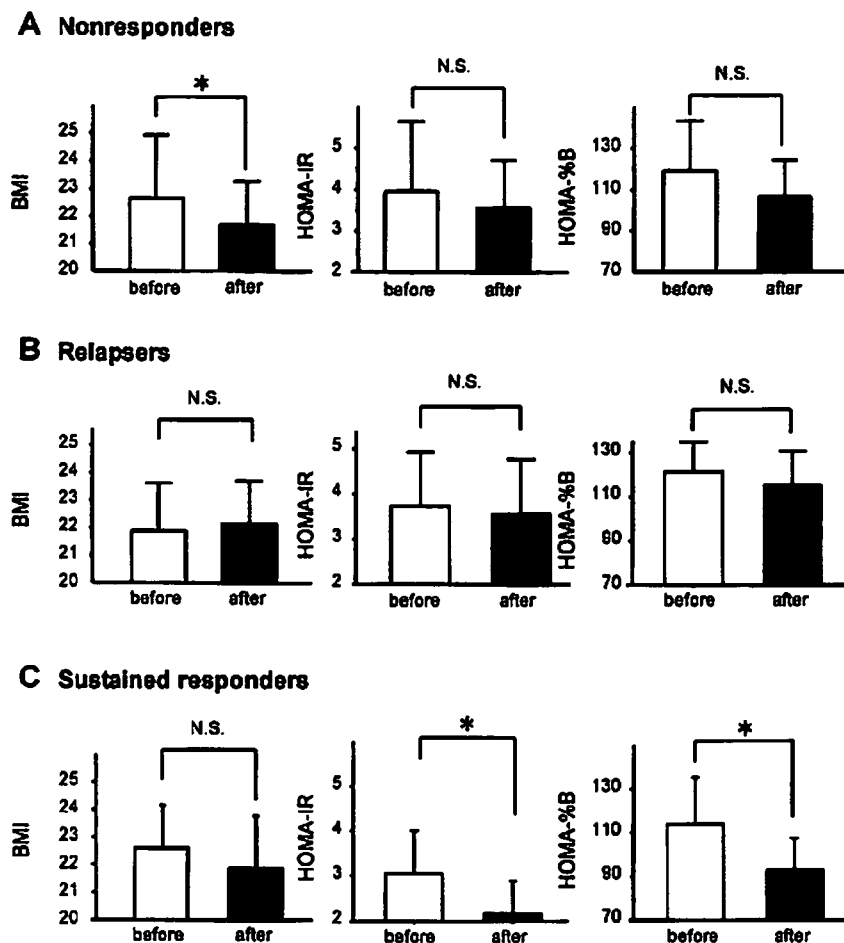 A Nonresponders
* N.S. N.S.
BMI 25 24 23 22 21 20
HOMA-IR 5 4 3 2
HOMA-%B 130 110 90 70
before after before after before after
B Relapsers
N.S. N.S. N.S.
BMI 25 24 23 22 21 20
HOMA-IR 5 4 3 2
HOMA-%B 130 110 90 70
before after before after before after
C Sustained responders
N.S. * *
BMI 25 24 23 22 21 20
HOMA-IR 5 4 3 2
HOMA-%B 130 110 90 70
before after before after before after